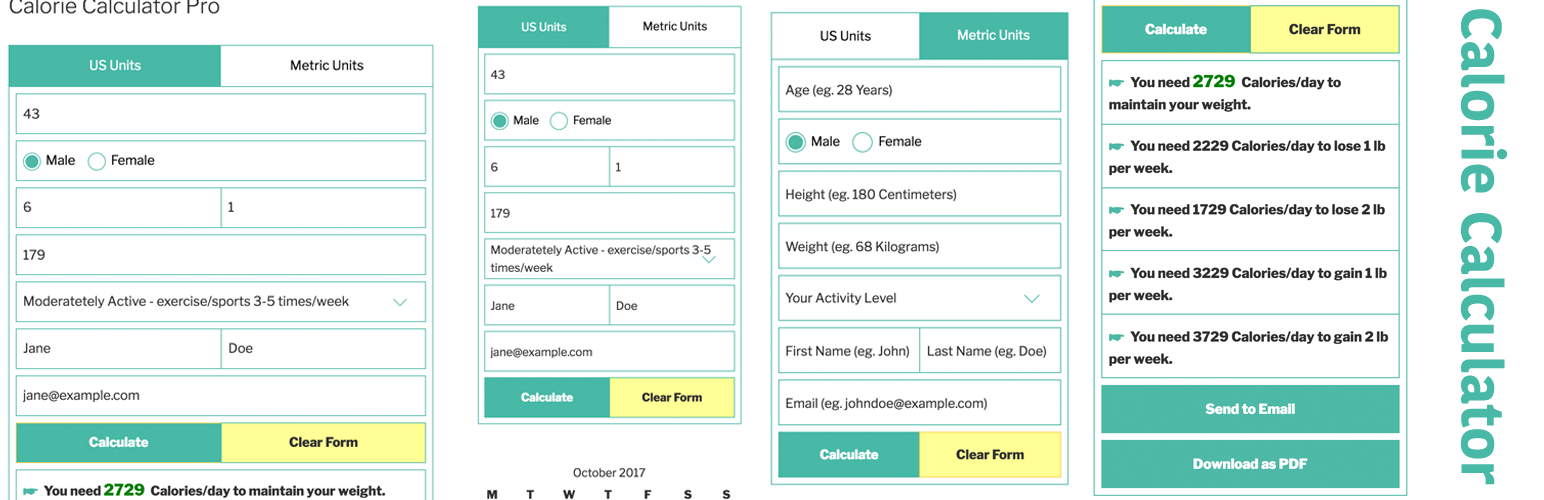 Calorie Calculator Pro
US Units Metric Units
43
Male Female
6 1
179
Moderatetely Active - exercise/sports 3-5 times/week
Jane Doe
jane@example.com
Calculate Clear Form
You need 2729 Calories/day to maintain your weight.
US Units Metric Units
43
Male Female
6 1
179
Moderatetely Active - exercise/sports 3-5
times/week
Jane Doe
jane@example.com
Calculate Clear Form
October 2017
M T W T F S S
US Units Metric Units
Age (eg. 28 Years)
Male Female
Height (eg. 180 Centimeters)
Weight (eg. 68 Kilograms)
Your Activity Level
First Name (eg. John) Last Name (eg. Doe)
Email (eg. johndoe@example.com)
Calculate Clear Form
Calculate Clear Form
You need 2729 Calories/day to
maintain your weight.
You need 2229 Calories/day to lose 1 lb
per week.
You need 1729 Calories/day to lose 2 lb
per week.
You need 3229 Calories/day to gain 1 lb
per week.
You need 3729 Calories/day to gain 2 lb
per week.
Send to Email
Download as PDF
Calorie Calculator